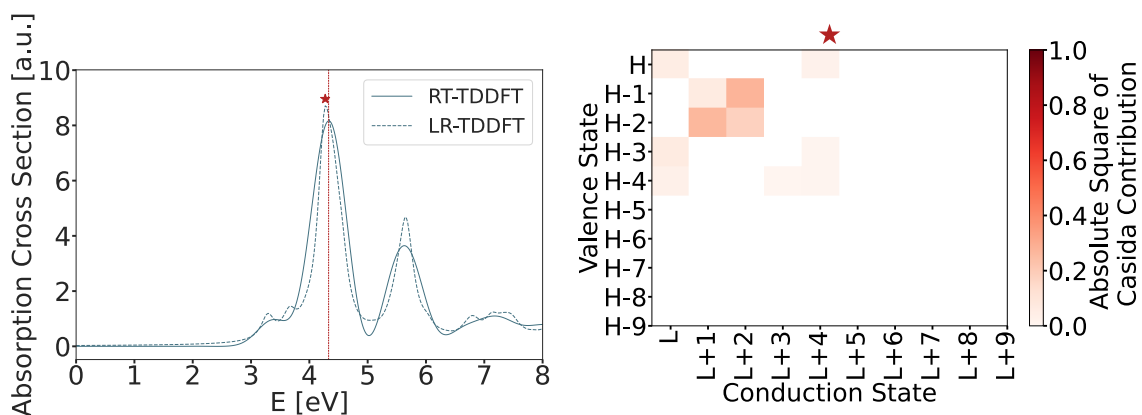 Absorption Cross Section [a.u.]
10
8
6
4
2
0
0 1 2 3 4 5 6 7 8
E [eV]
RT-TDDFT
LR-TDDFT
Valence State
H
H-1
H-2
H-3
H-4
H-5
H-6
H-7
H-8
H-9
L L+1 L+2 L+3 L+4 L+5 L+6 L+7 L+8 L+9
Conduction State
1.0
0.8
0.6
0.4
0.2
0.0
Absolute Square of
Casida Contribution